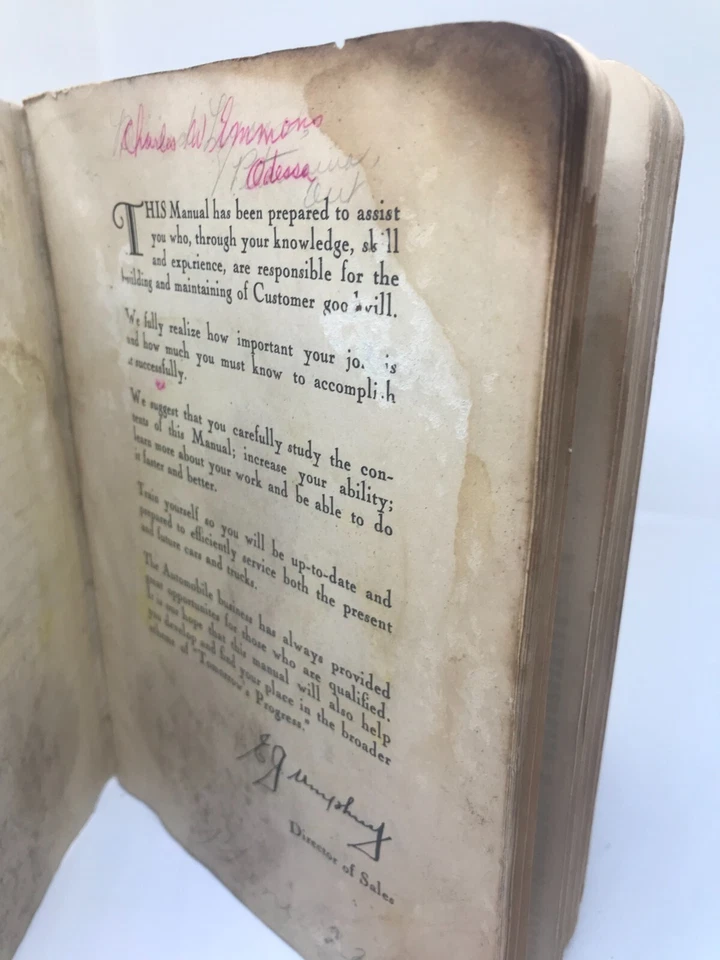 Charles W Emmons
Odessa
Ont
THIS Manual has been prepared to assist
you who, through your knowledge, skill
and experience, are responsible for the
building and maintaining of Customer goodwill.
We fully realize how important your job is
and how much you must know to accomplish
it successfully.
We suggest that you carefully study the con-
tents of this Manual; increase your ability;
learn more about your work and be able to do
it faster and better.
Train yourself so you will be up-to-date and
prepared to efficiently service both the present
and future cars and trucks.
The Automobile business has always provided
great opportunites for those who are qualified.
It is our hope that this manual will also help
you develop and find your place in the broader
scheme of "Tomorrow's Progress."
Director of Sales